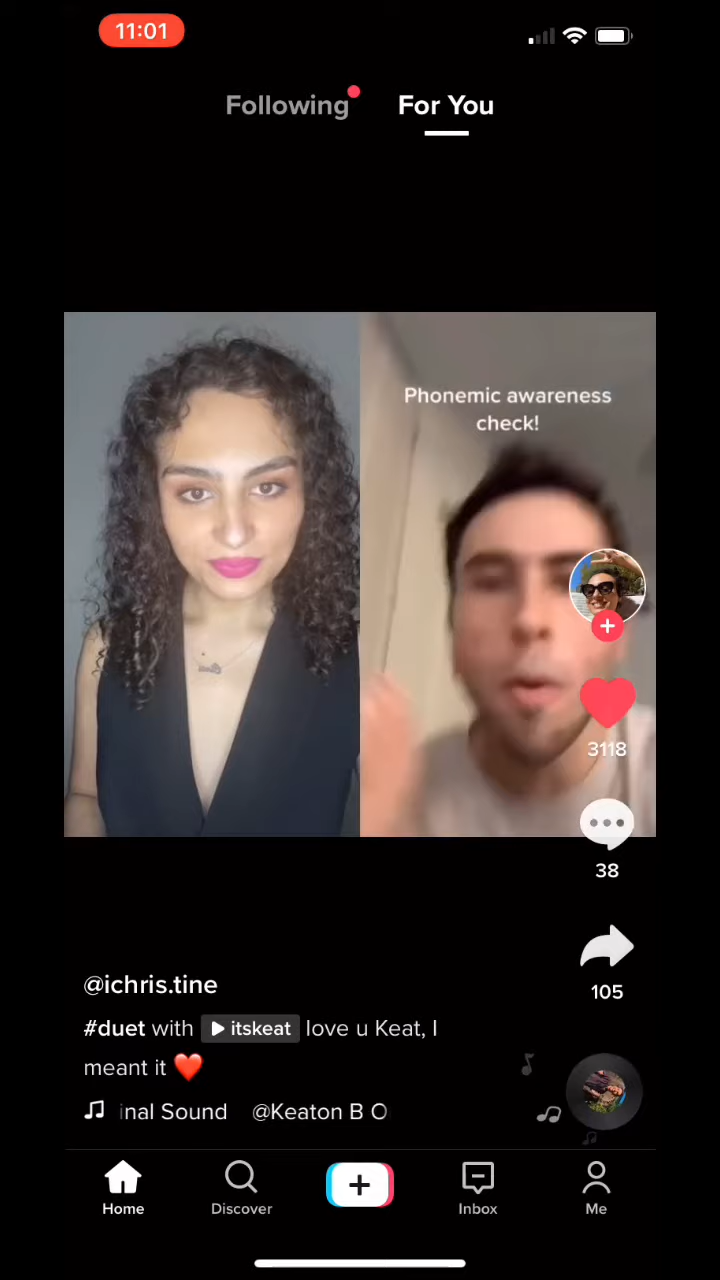 11:01
Following
For You
Phonemic awareness
check!
3118
38
105
@ichris.tine
#duet with itskeat love u Keat, I
meant it ❤️
inal Sound @Keaton B O
Home
Discover
Inbox
Me